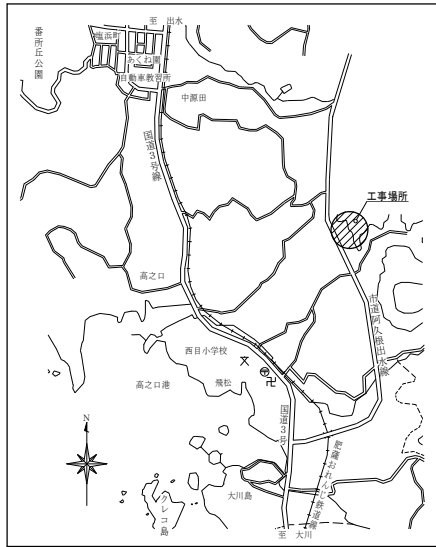 至 出水
番所丘公園
塩浜町
あくね園
自動車教習所
中原田
国道3号線
工事場所
高之口
市道阿久根出水線
西目小学校
文
高之口港
飛松
卍
国道3号
N
肥薩おれんじ鉄道線
大川島
クレコ島
至 大川